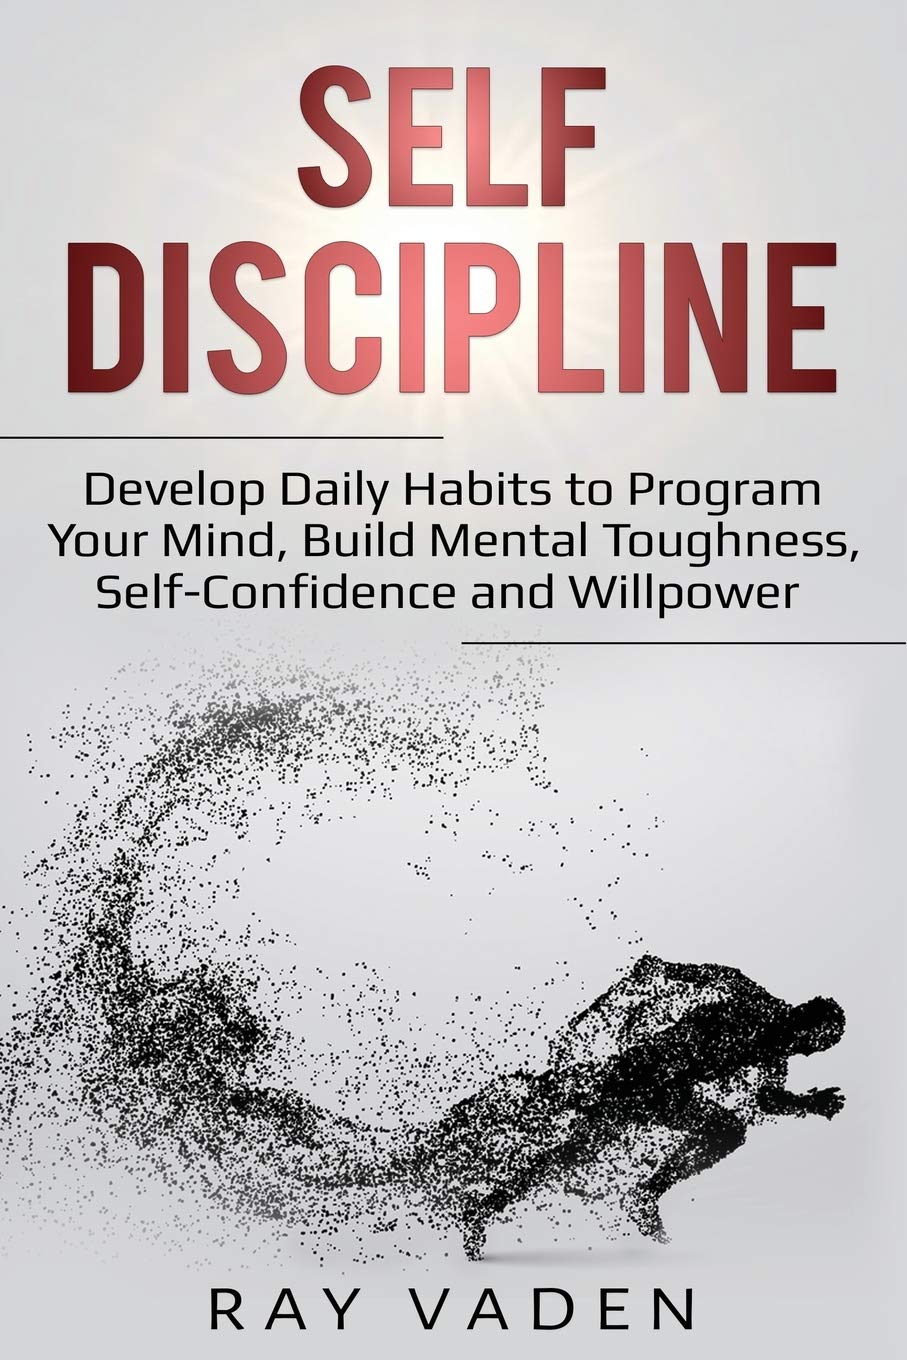 SELF
DISCIPLINE
Develop Daily Habits to Program
Your Mind, Build Mental Toughness,
Self-Confidence and Willpower
RAY VADEN